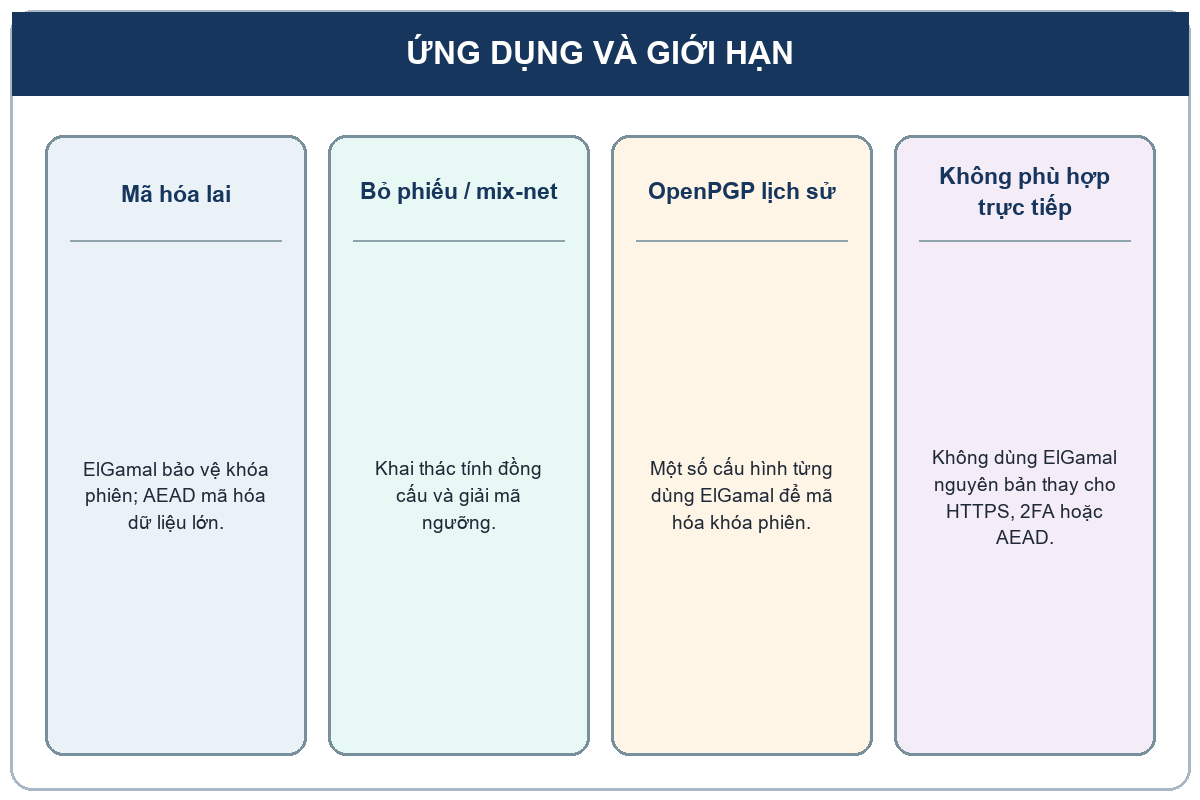 ỨNG DỤNG VÀ GIỚI HẠN
Mã hóa lai
ElGamal bảo vệ khóa
phiên; AEAD mã hóa
dữ liệu lớn.
Bỏ phiếu / mix-net
Khai thác tính đồng
cấu và giải mã
ngưỡng.
OpenPGP lịch sử
Một số cấu hình từng
dùng ElGamal để mã
hóa khóa phiên.
Không phù hợp
trực tiếp
Không dùng ElGamal
nguyên bản thay cho
HTTPS, 2FA hoặc
AEAD.